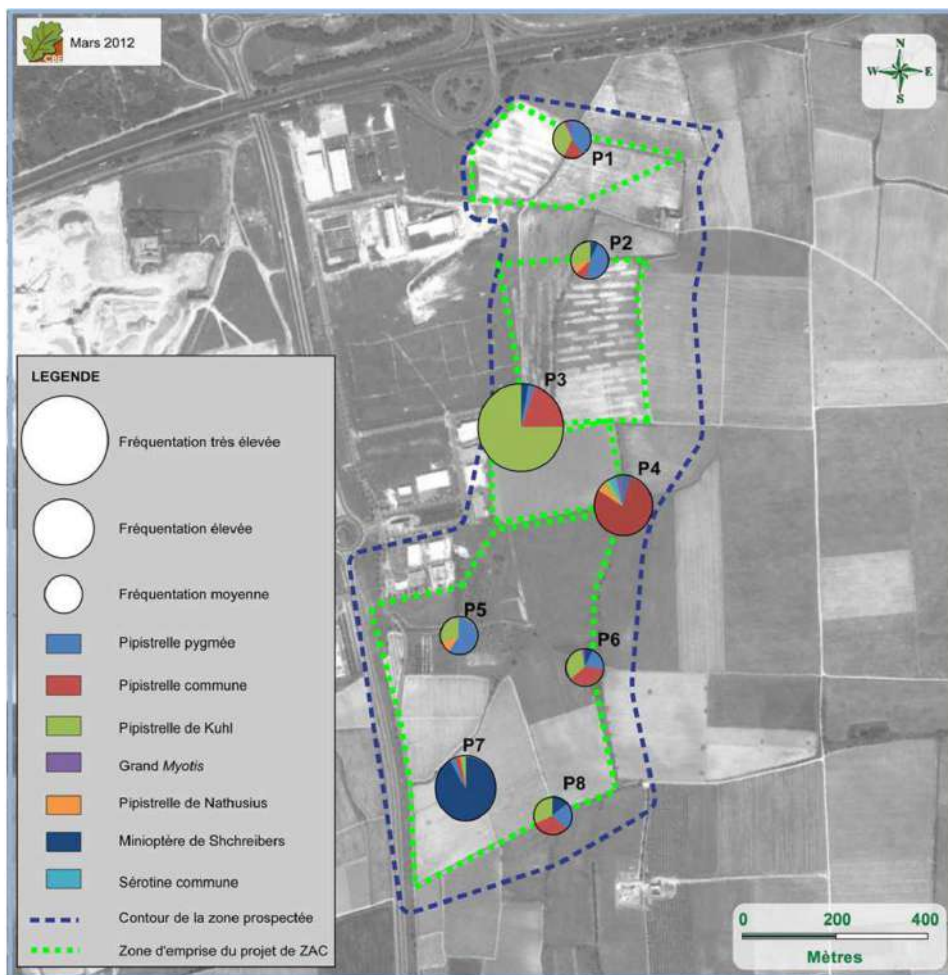 CBE
Mars 2012
N
W E
S
P1
P2
P3
P4
P5
P6
P7
P8
LEGENDE
Fréquentation très élevée
Fréquentation élevée
Fréquentation moyenne
Pipistrelle pygmée
Pipistrelle commune
Pipistrelle de Kuhl
Grand Myotis
Pipistrelle de Nathusius
Minioptère de Shchreibers
Sérotine commune
Contour de la zone prospectée
Zone d'emprise du projet de ZAC
0 200 400
Mètres